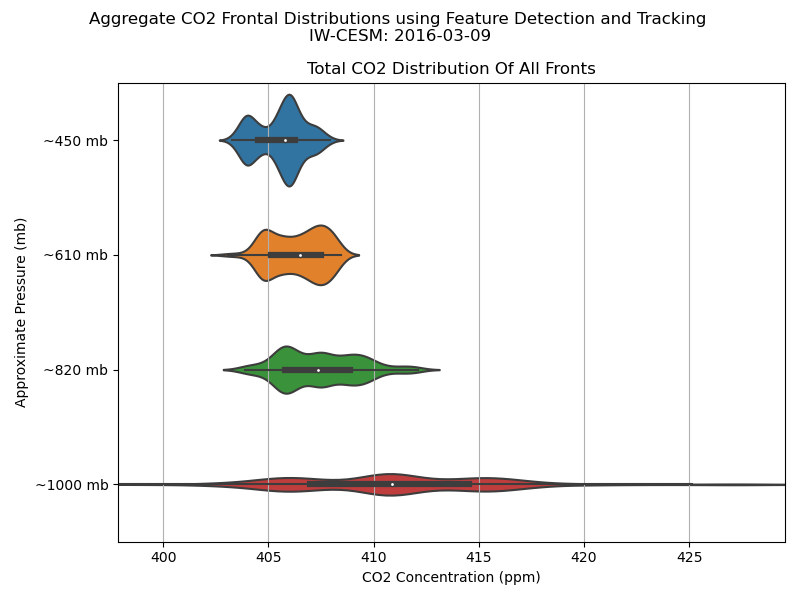 Aggregate CO2 Frontal Distributions using Feature Detection and Tracking
IW-CESM: 2016-03-09
Total CO2 Distribution Of All Fronts
Approximate Pressure (mb)
~450 mb
~610 mb
~820 mb
~1000 mb
400 405 410 415 420 425
CO2 Concentration (ppm)